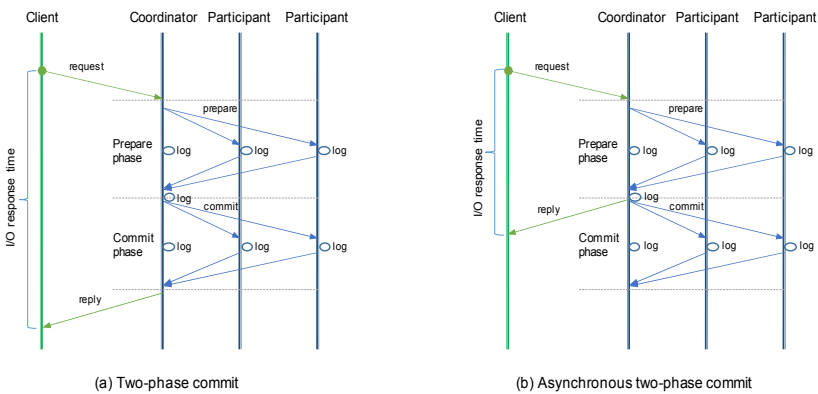 Client
Coordinator Participant Participant
request
prepare
Prepare
phase
log
log
log
log
commit
Commit
phase
log
log
log
reply
I/O response time
(a) Two-phase commit
Client
Coordinator Participant Participant
request
prepare
Prepare
phase
log
log
log
log
reply
commit
Commit
phase
log
log
log
I/O response time
(b) Asynchronous two-phase commit